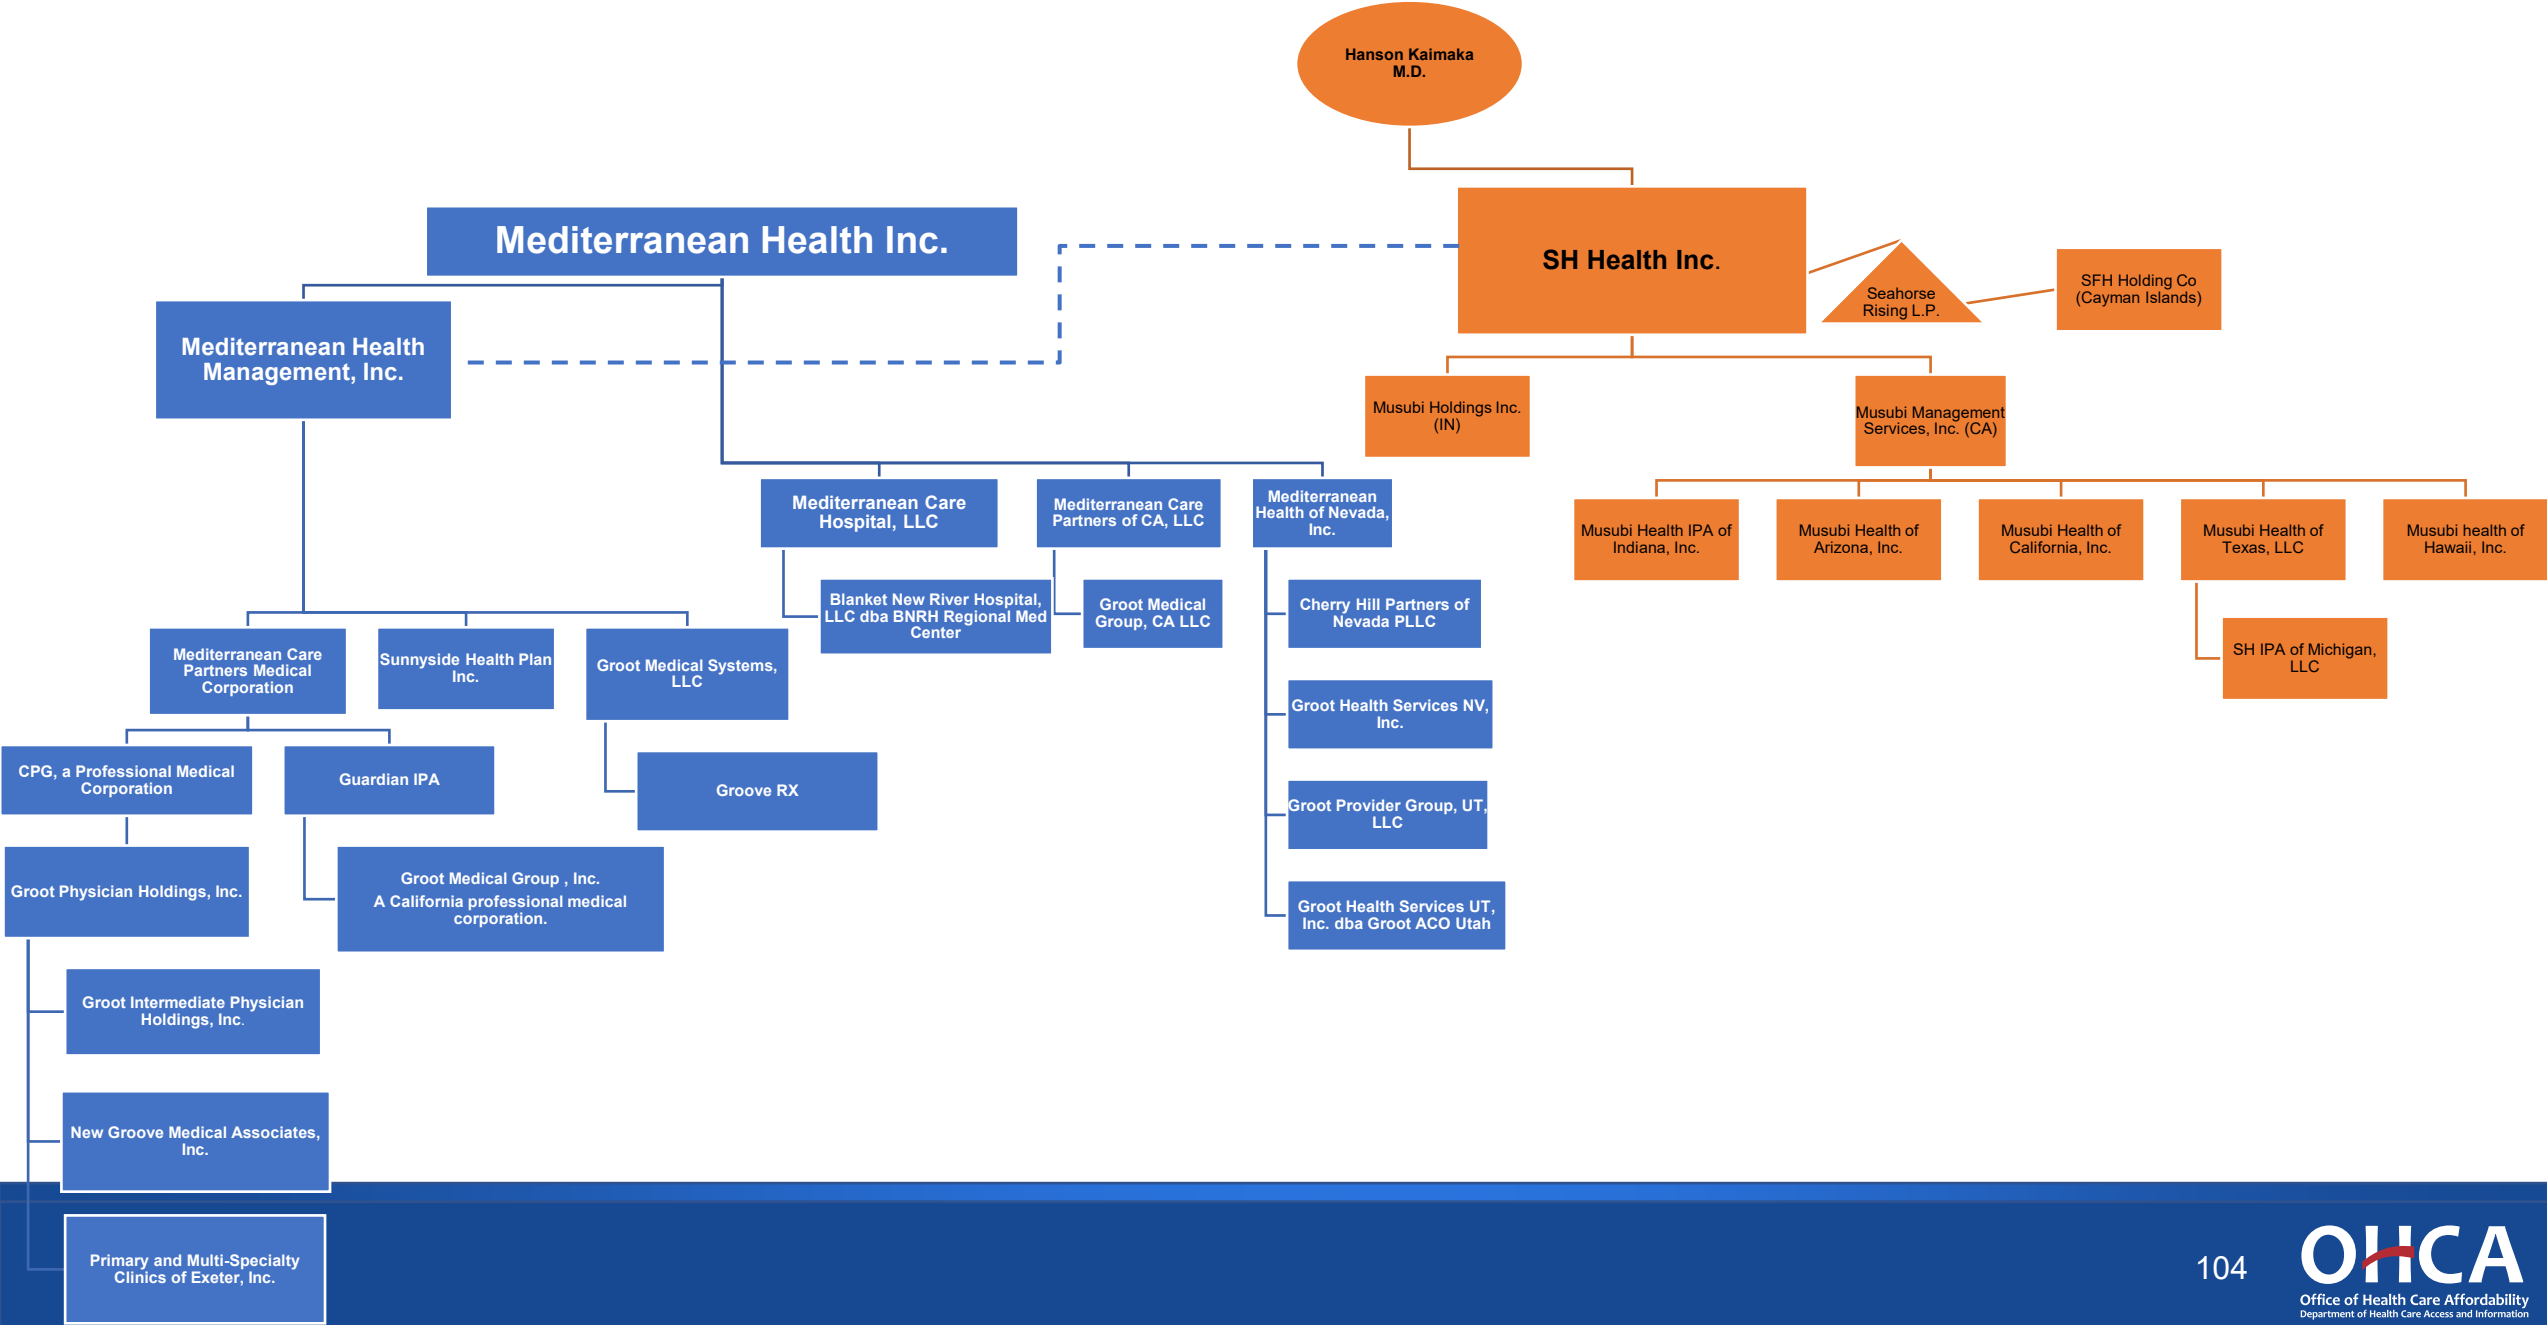 Hanson Kaimaka
M.D.
Mediterranean Health Inc.
SH Health Inc.
Seahorse
Rising L.P.
SFH Holding Co
(Cayman Islands)
Mediterranean Health
Management, Inc.
Musubi Holdings Inc.
(IN)
Musubi Management
Services, Inc. (CA)
Mediterranean Care
Hospital, LLC
Mediterranean Care
Partners of CA, LLC
Mediterranean
Health of Nevada,
Inc.
Musubi Health IPA of
Indiana, Inc.
Musubi Health of
Arizona, Inc.
Musubi Health of
California, Inc.
Musubi Health of
Texas, LLC
Musubi health of
Hawaii, Inc.
Blanket New River Hospital,
LLC dba BNRH Regional Med
Center
Groot Medical
Group, CA LLC
Cherry Hill Partners of
Nevada PLLC
SH IPA of Michigan,
LLC
Mediterranean Care
Partners Medical
Corporation
Sunnyside Health Plan
Inc.
Groot Medical Systems,
LLC
Groot Health Services NV,
Inc.
CPG, a Professional Medical
Corporation
Guardian IPA
Groove RX
Groot Provider Group, UT,
LLC
Groot Physician Holdings, Inc.
Groot Medical Group , Inc.
A California professional medical
corporation.
Groot Health Services UT,
Inc. dba Groot ACO Utah
Groot Intermediate Physician
Holdings, Inc.
New Groove Medical Associates,
Inc.
Primary and Multi-Specialty
Clinics of Exeter, Inc.
104
OHCA
Office of Health Care Affordability
Department of Health Care Access and Information